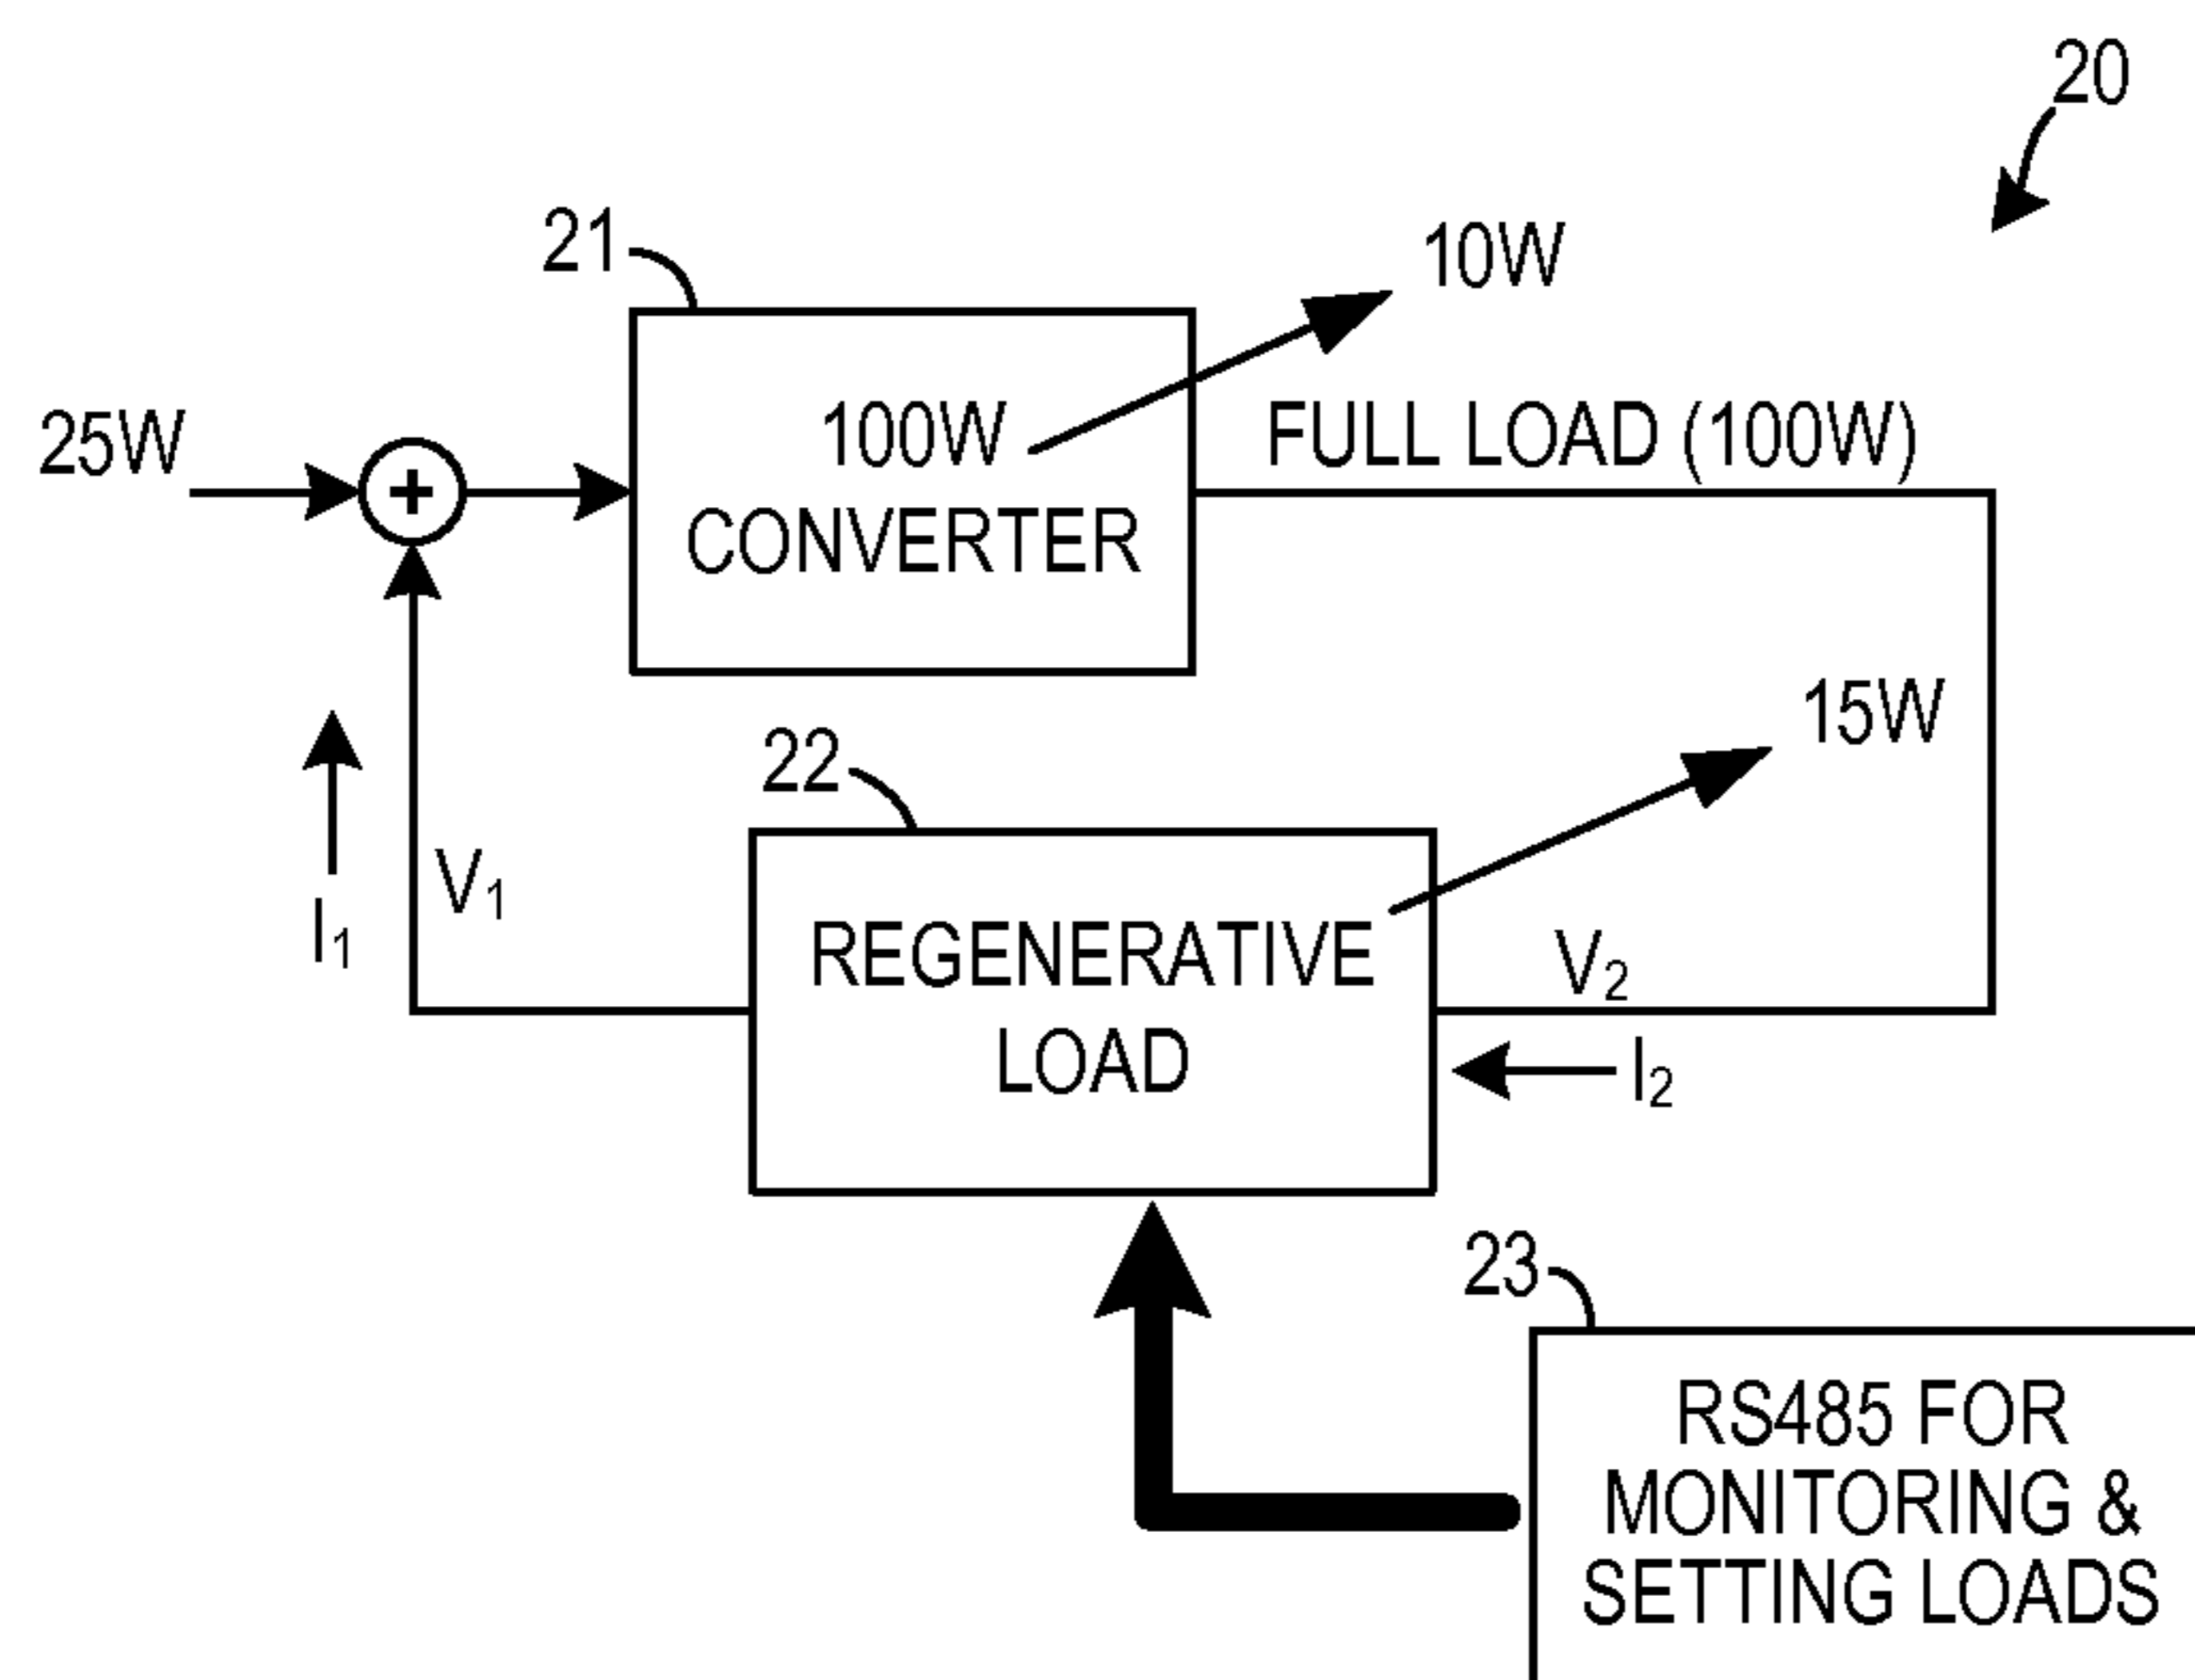 20
21
10W
25W
100W
CONVERTER
FULL LOAD (100W)
15W
22
V1
I1
REGENERATIVE
LOAD
V2
I2
23
RS485 FOR
MONITORING &
SETTING LOADS